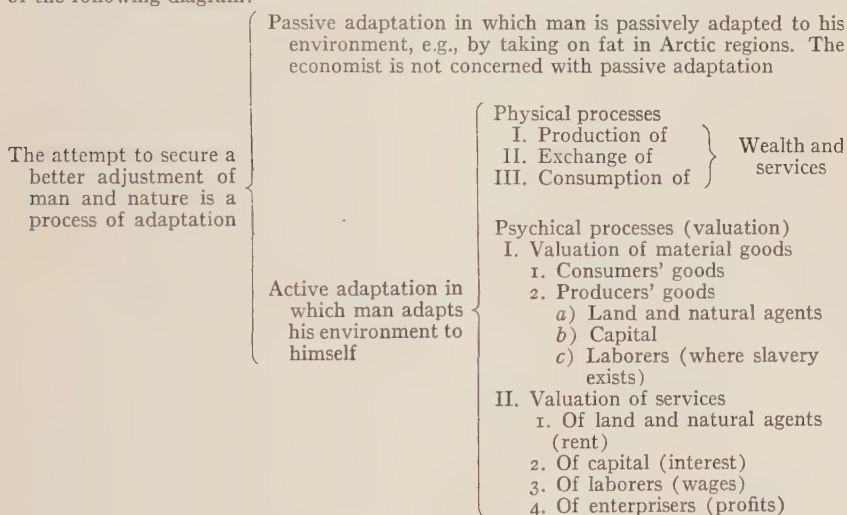 of the following diagram:
Passive adaptation in which man is passively adapted to his
environment, e.g., by taking on fat in Arctic regions. The
economist is not concerned with passive adaptation
The attempt to secure a
better adjustment of
man and nature is a
process of adaptation
Active adaptation in
which man adapts
his environment to
himself
Physical processes
I. Production of
II. Exchange of
III. Consumption of
Wealth and
services
Psychical processes (valuation)
I. Valuation of material goods
1. Consumers' goods
2. Producers' goods
a) Land and natural agents
b) Capital
c) Laborers (where slavery
exists)
II. Valuation of services
1. Of land and natural agents
(rent)
2. Of capital (interest)
3. Of laborers (wages)
4. Of enterprisers (profits)